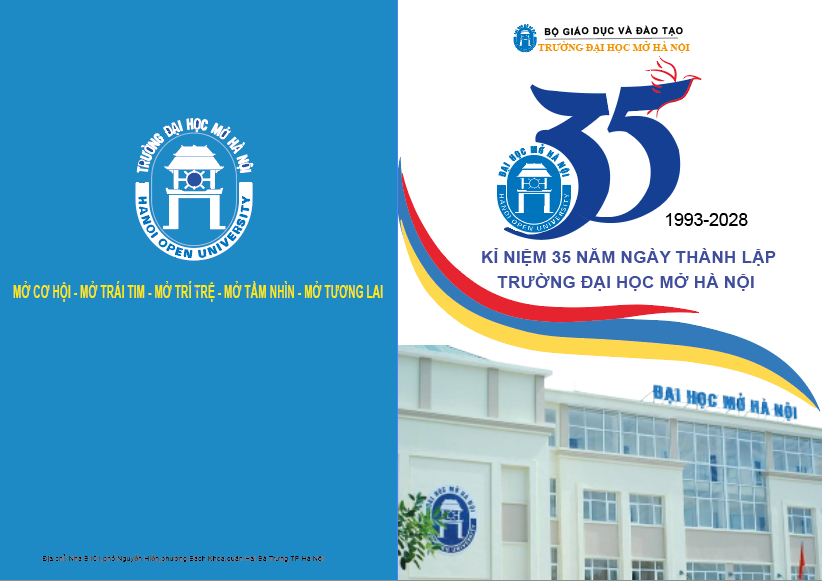 TRƯỜNG ĐẠI HỌC MỞ HÀ NỘI
HANOI OPEN UNIVERSITY
MỞ CƠ HỘI - MỞ TRÁI TIM - MỞ TRÍ TRỆ - MỞ TẦM NHÌN - MỞ TƯƠNG LAI
Địa chỉ Nhà B101 phố Nguyễn Hiền phường Bách Khoa quận Hai Bà Trưng TP Hà Nội
BỘ GIÁO DỤC VÀ ĐÀO TẠO
TRƯỜNG ĐẠI HỌC MỞ HÀ NỘI
35
ĐẠI HỌC MỞ HÀ NỘI
HANOI OPEN UNIVERSITY
1993-2028
KỈ NIỆM 35 NĂM NGÀY THÀNH LẬP
TRƯỜNG ĐẠI HỌC MỞ HÀ NỘI
ĐẠI HỌC MỞ HÀ NỘI
ĐẠI HỌC MỞ HÀ NỘI
HANOI OPEN UNIVERSITY